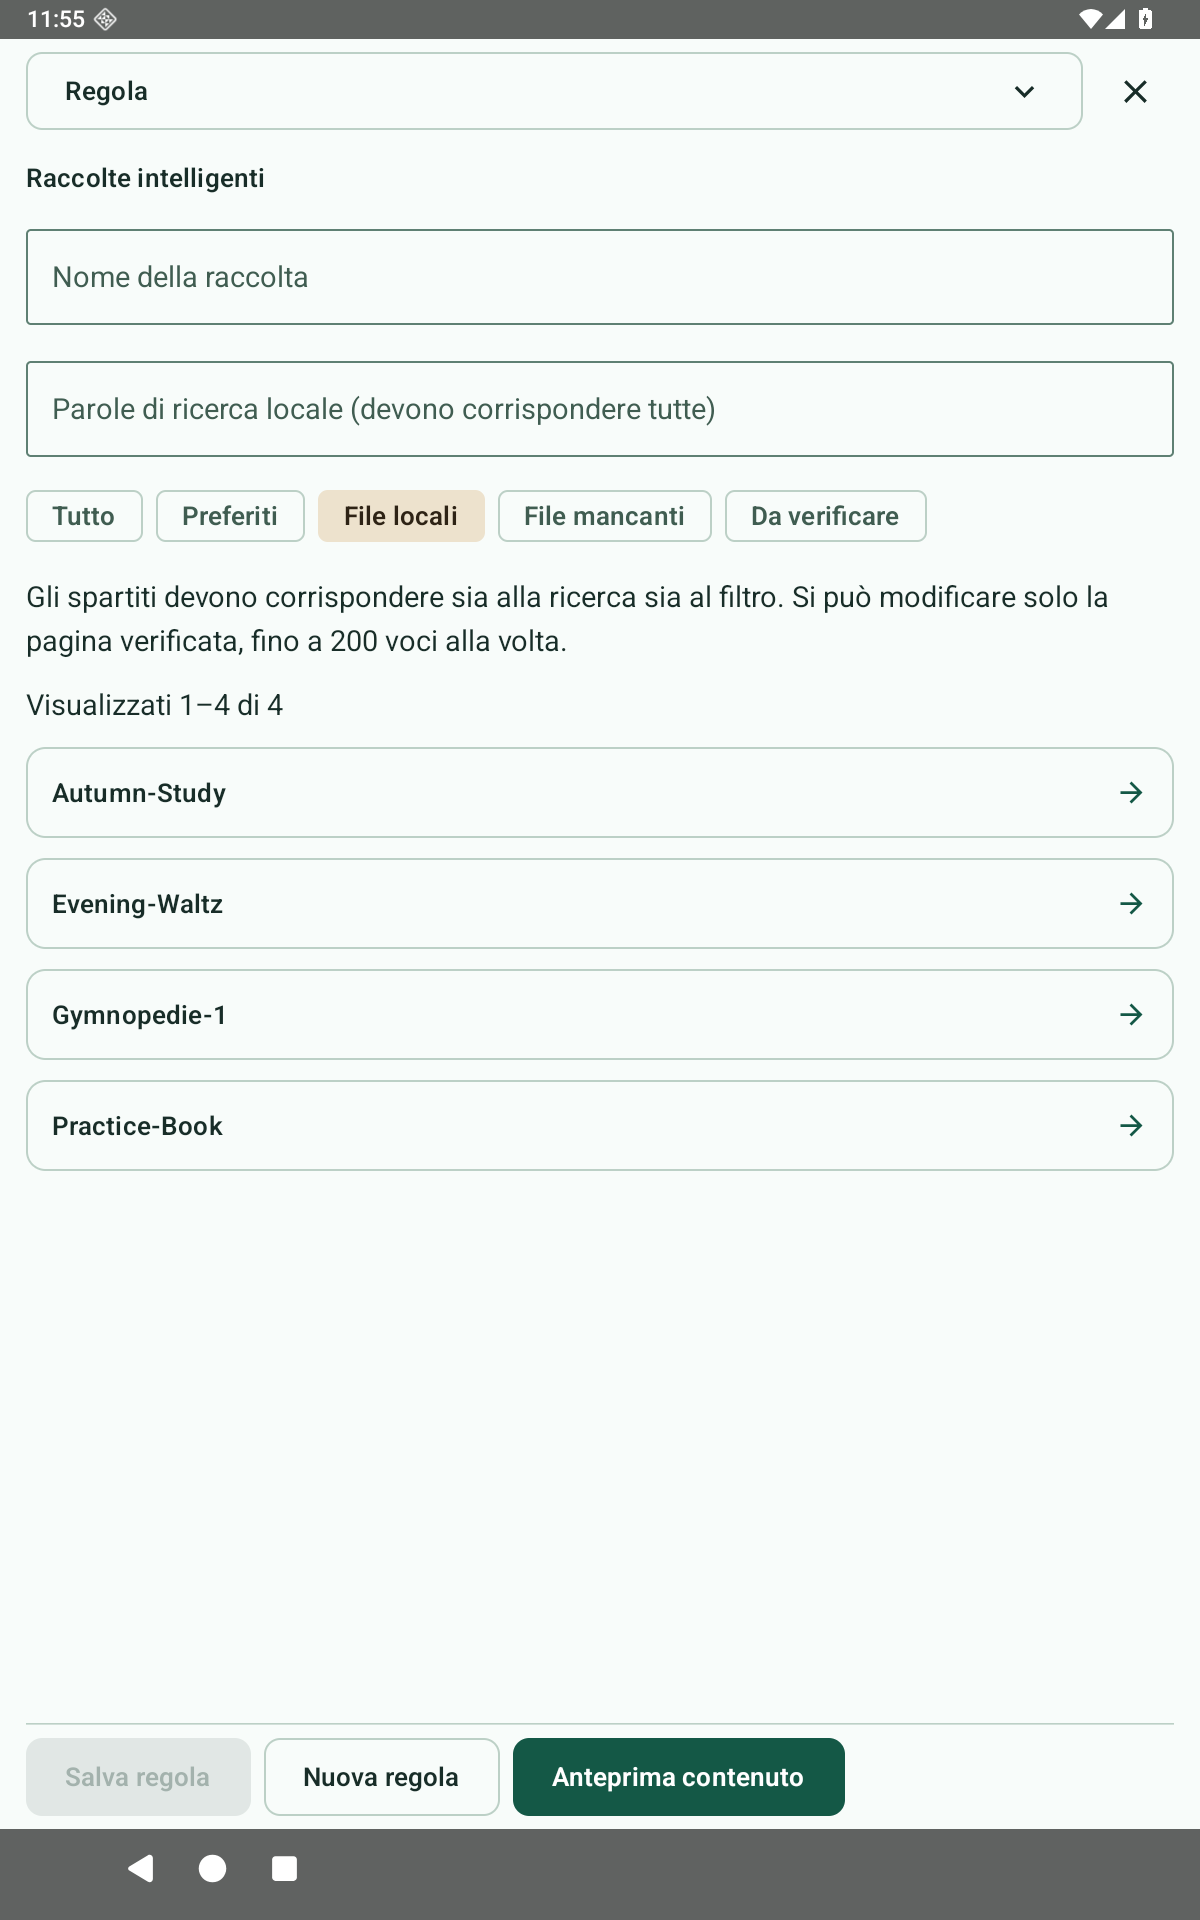 11:55
Regola
Raccolte intelligenti
Nome della raccolta
Parole di ricerca locale (devono corrispondere tutte)
Tutto Preferiti File locali File mancanti Da verificare
Gli spartiti devono corrispondere sia alla ricerca sia al filtro. Si può modificare solo la
pagina verificata, fino a 200 voci alla volta.
Visualizzati 1–4 di 4
Autumn-Study
Evening-Waltz
Gymnopedie-1
Practice-Book
Salva regola Nuova regola Anteprima contenuto